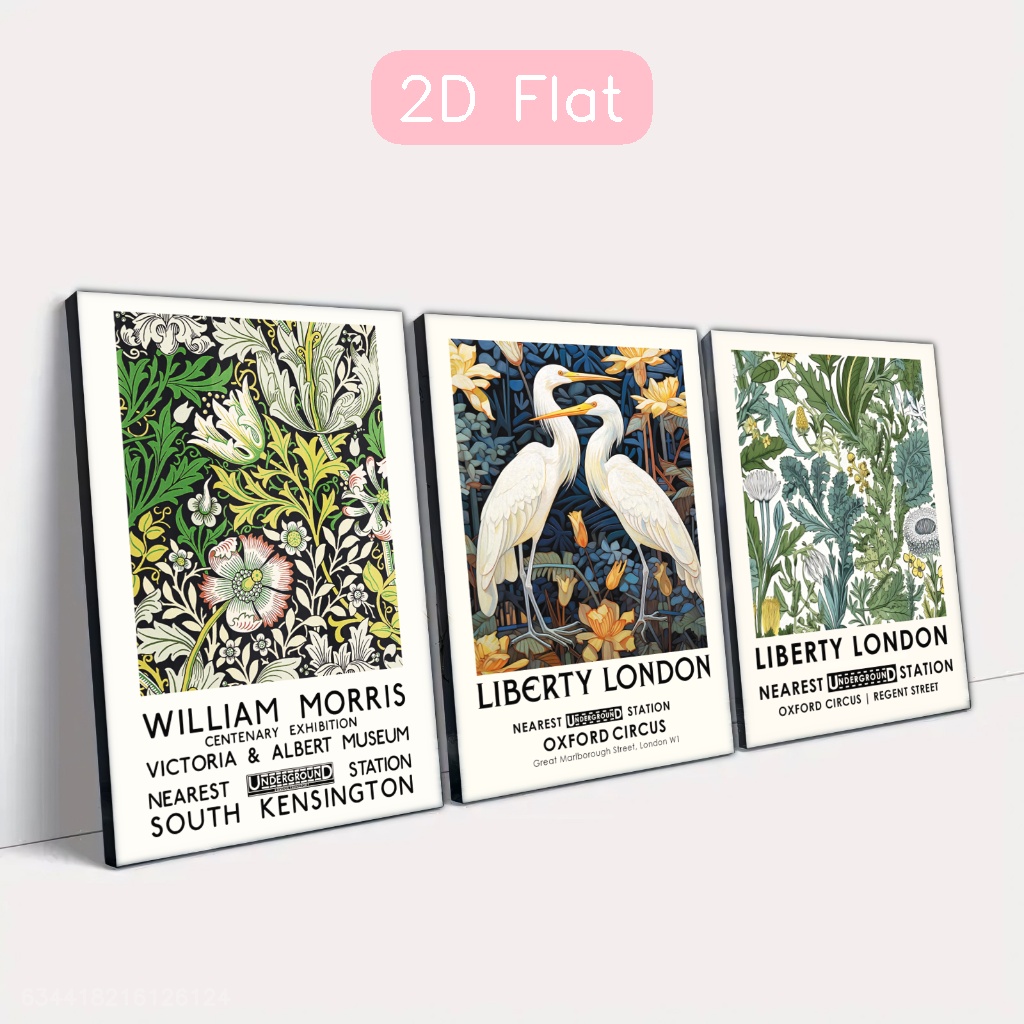 2D Flat
WILLIAM MORRIS
CENTENARY EXHIBITION
VICTORIA & ALBERT MUSEUM
NEAREST UNDERGROUND STATION
SOUTH KENSINGTON
LIBERTY LONDON
NEAREST UNDERGROUND STATION
OXFORD CIRCUS
Great Marlborough Street, London W1
LIBERTY LONDON
NEAREST UNDERGROUND STATION
OXFORD CIRCUS | REGENT STREET